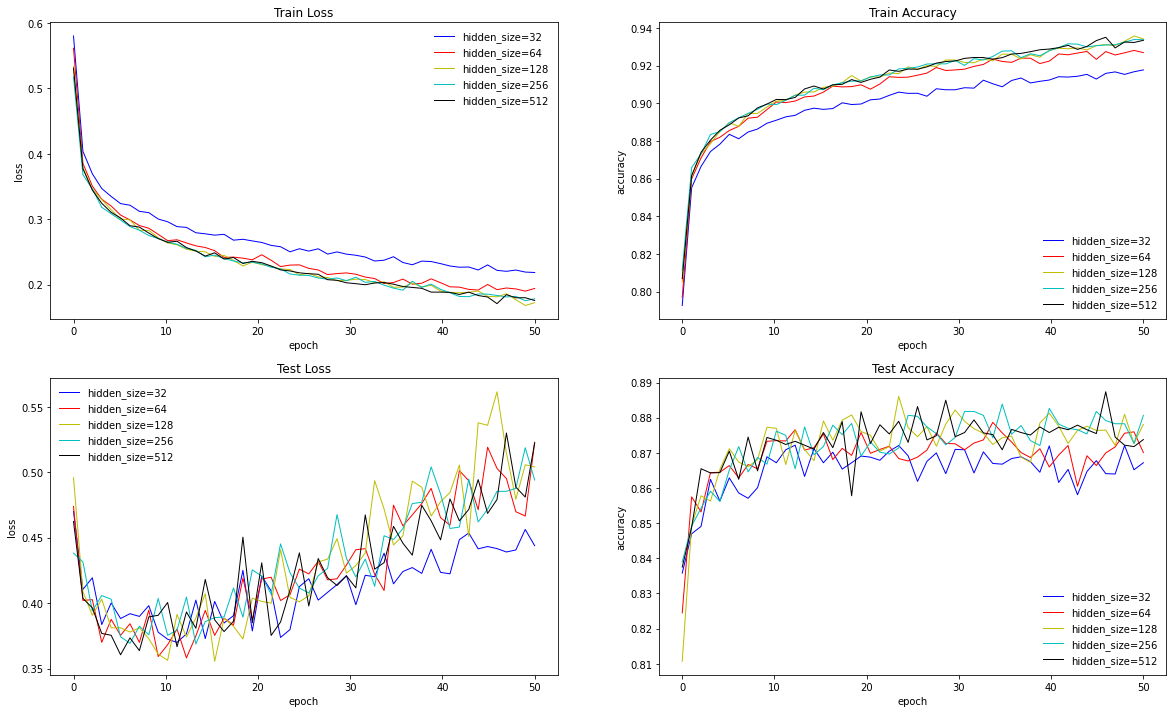 Train Loss
0.6
0.5
0.4
0.3
0.2
loss
0 10 20 30 40 50
epoch
hidden_size=32
hidden_size=64
hidden_size=128
hidden_size=256
hidden_size=512
Train Accuracy
0.94
0.92
0.90
0.88
0.86
0.84
0.82
0.80
accuracy
0 10 20 30 40 50
epoch
hidden_size=32
hidden_size=64
hidden_size=128
hidden_size=256
hidden_size=512
Test Loss
0.55
0.50
0.45
0.40
0.35
loss
0 10 20 30 40 50
epoch
hidden_size=32
hidden_size=64
hidden_size=128
hidden_size=256
hidden_size=512
Test Accuracy
0.89
0.88
0.87
0.86
0.85
0.84
0.83
0.82
0.81
accuracy
0 10 20 30 40 50
epoch
hidden_size=32
hidden_size=64
hidden_size=128
hidden_size=256
hidden_size=512